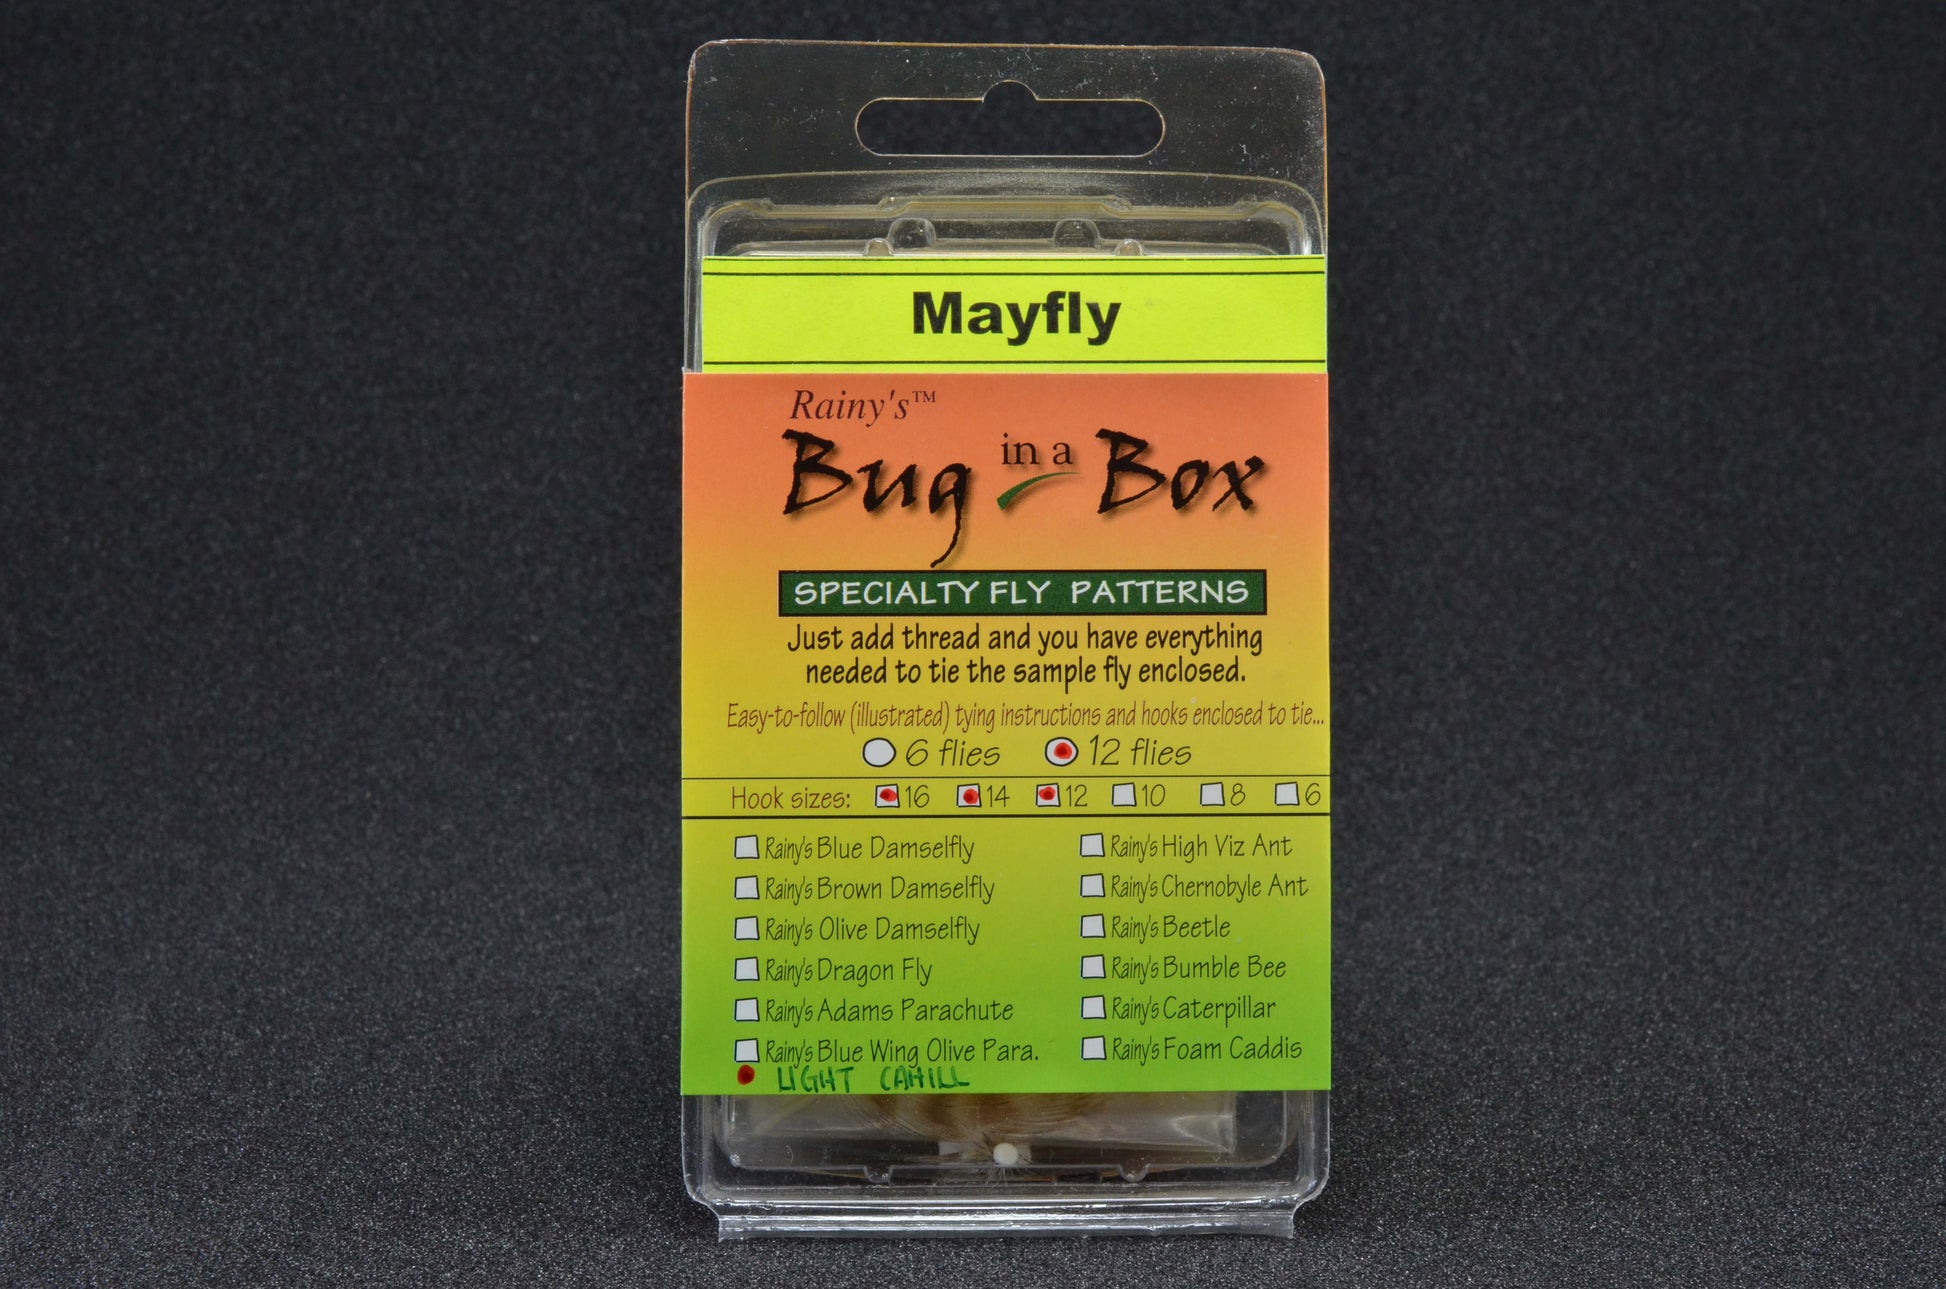 Mayfly
Rainy's™
Bug in a Box
SPECIALTY FLY PATTERNS
Just add thread and you have everything
needed to tie the sample fly enclosed.
Easy-to-follow (illustrated) tying instructions and hooks enclosed to tie...
6 flies 12 flies
Hook sizes: 16 14 12 10 8 6
Rainy's Blue Damselfly
Rainy's Brown Damselfly
Rainy's Olive Damselfly
Rainy's Dragon Fly
Rainy's Adams Parachute
Rainy's Blue Wing Olive Para.
LIGHT CAHILL
Rainy's High Viz Ant
Rainy's Chernobyle Ant
Rainy's Beetle
Rainy's Bumble Bee
Rainy's Caterpillar
Rainy's Foam Caddis